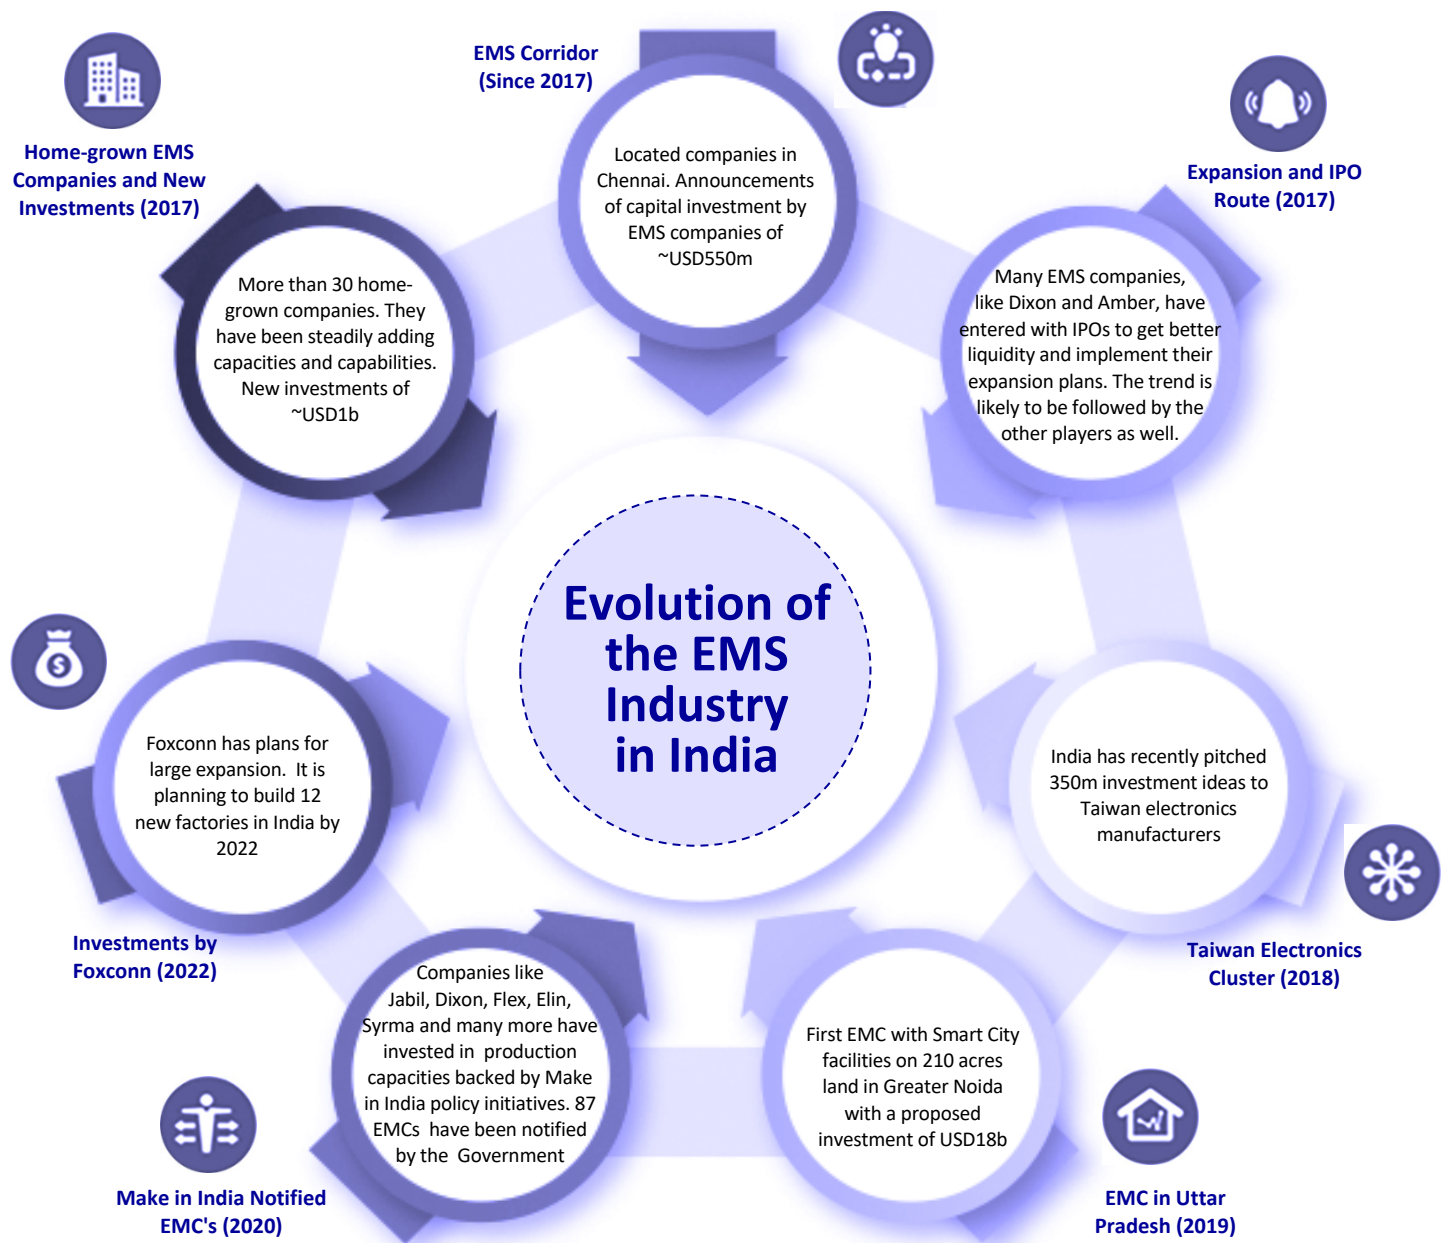 EMS Corridor
(Since 2017)
Located companies in
Chennai. Announcements
of capital investment by
EMS companies of
~USD550m
Expansion and IPO
Route (2017)
Many EMS companies,
like Dixon and Amber, have
entered with IPOs to get better
liquidity and implement their
expansion plans. The trend is
likely to be followed by the
other players as well.
Taiwan Electronics
Cluster (2018)
India has recently pitched
350m investment ideas to
Taiwan electronics
manufacturers
EMC in Uttar
Pradesh (2019)
First EMC with Smart City
facilities on 210 acres
land in Greater Noida
with a proposed
investment of USD18b
Make in India Notified
EMC's (2020)
Companies like
Jabil, Dixon, Flex, Elin,
Syrma and many more have
invested in production
capacities backed by Make
in India policy initiatives. 87
EMCs have been notified
by the Government
Investments by
Foxconn (2022)
Foxconn has plans for
large expansion. It is
planning to build 12
new factories in India by
2022
$
Home-grown EMS
Companies and New
Investments (2017)
More than 30 home-
grown companies. They
have been steadily adding
capacities and capabilities.
New investments of
~USD1b
Evolution of
the EMS
Industry
in India